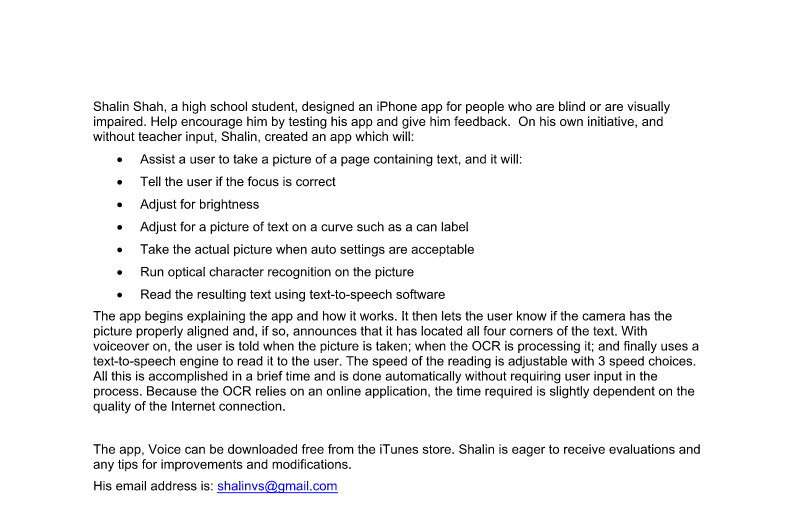 Shalin Shah, a high school student, designed an iPhone app for people who are blind or are visually
impaired. Help encourage him by testing his app and give him feedback.  On his own initiative, and
without teacher input, Shalin, created an app which will:
• Assist a user to take a picture of a page containing text, and it will:
• Tell the user if the focus is correct
• Adjust for brightness
• Adjust for a picture of text on a curve such as a can label
• Take the actual picture when auto settings are acceptable
• Run optical character recognition on the picture
• Read the resulting text using text-to-speech software
The app begins explaining the app and how it works. It then lets the user know if the camera has the
picture properly aligned and, if so, announces that it has located all four corners of the text. With
voiceover on, the user is told when the picture is taken; when the OCR is processing it; and finally uses a
text-to-speech engine to read it to the user. The speed of the reading is adjustable with 3 speed choices.
All this is accomplished in a brief time and is done automatically without requiring user input in the
process. Because the OCR relies on an online application, the time required is slightly dependent on the
quality of the Internet connection.
The app, Voice can be downloaded free from the iTunes store. Shalin is eager to receive evaluations and
any tips for improvements and modifications.
His email address is: shalinvs@gmail.com